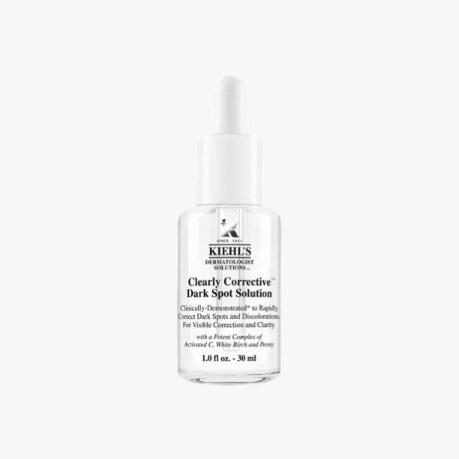 SINCE 1851
KIEHL'S
DERMATOLOGIST
SOLUTIONS™
Clearly Corrective™
Dark Spot Solution
Clinically-Demonstrated* to Rapidly
Correct Dark Spots and Discolorations
For Visible Correction and Clarity.
with a Potent Complex of
Activated C, White Birch and Peony
1.0 fl oz. - 30 ml